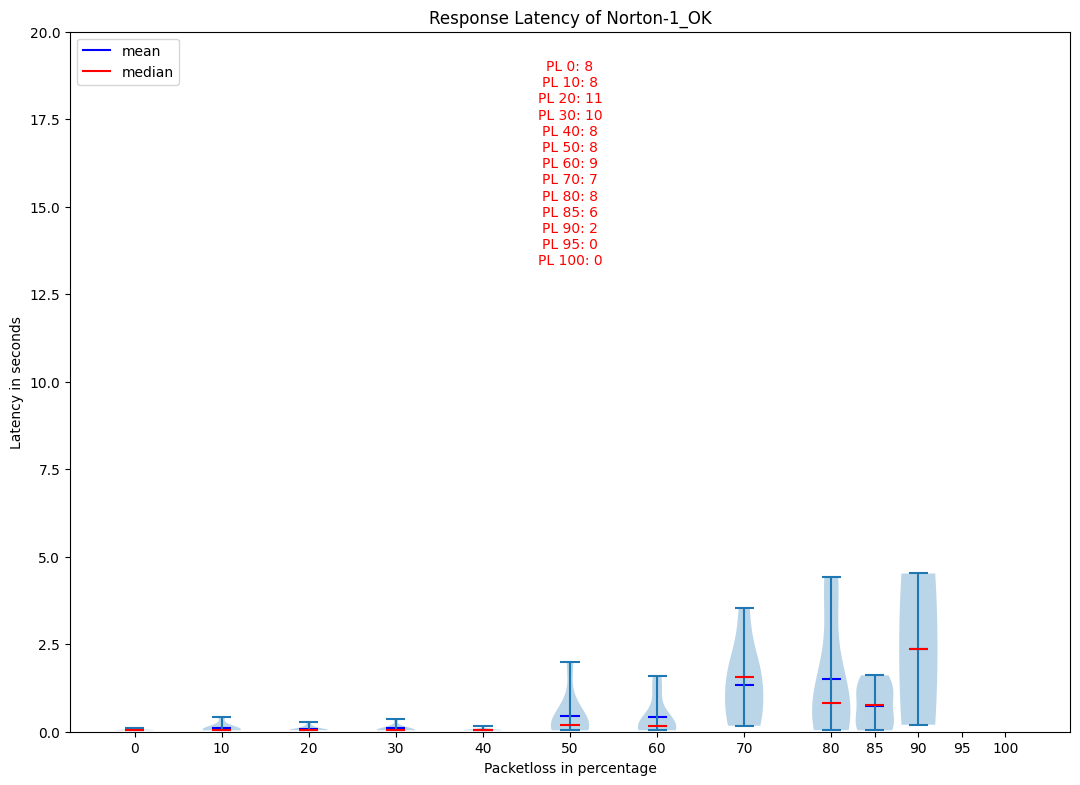 Response Latency of Norton-1_OK
mean
median
PL 0: 8
PL 10: 8
PL 20: 11
PL 30: 10
PL 40: 8
PL 50: 8
PL 60: 9
PL 70: 7
PL 80: 8
PL 85: 6
PL 90: 2
PL 95: 0
PL 100: 0
Latency in seconds
20.0
17.5
15.0
12.5
10.0
7.5
5.0
2.5
0.0
0 10 20 30 40 50 60 70 80 85 90 95 100
Packetloss in percentage